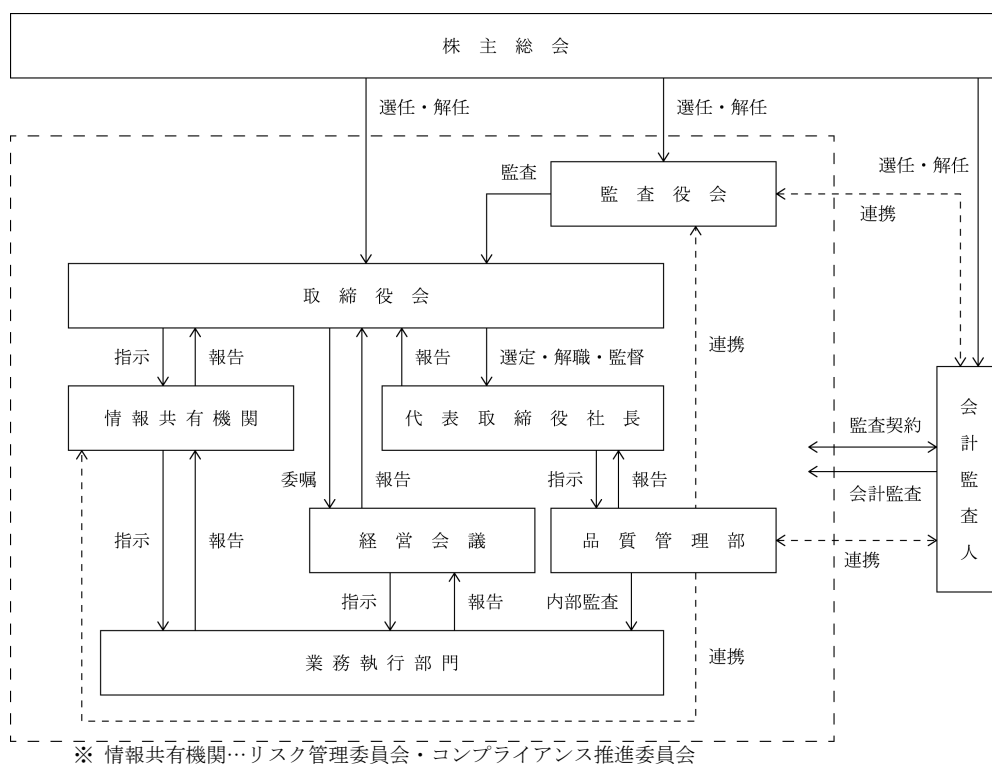 株主総会
選任・解任
選任・解任
選任・解任
監査
監査役会
連携
取締役会
指示
報告
報告
選定・解職・監督
連携
情報共有機関
代表取締役社長
会計監査人
監査契約
委嘱
報告
指示
報告
会計監査
指示
報告
経営会議
品質管理部
連携
指示
報告
内部監査
業務執行部門
連携
※ 情報共有機関…リスク管理委員会・コンプライアンス推進委員会